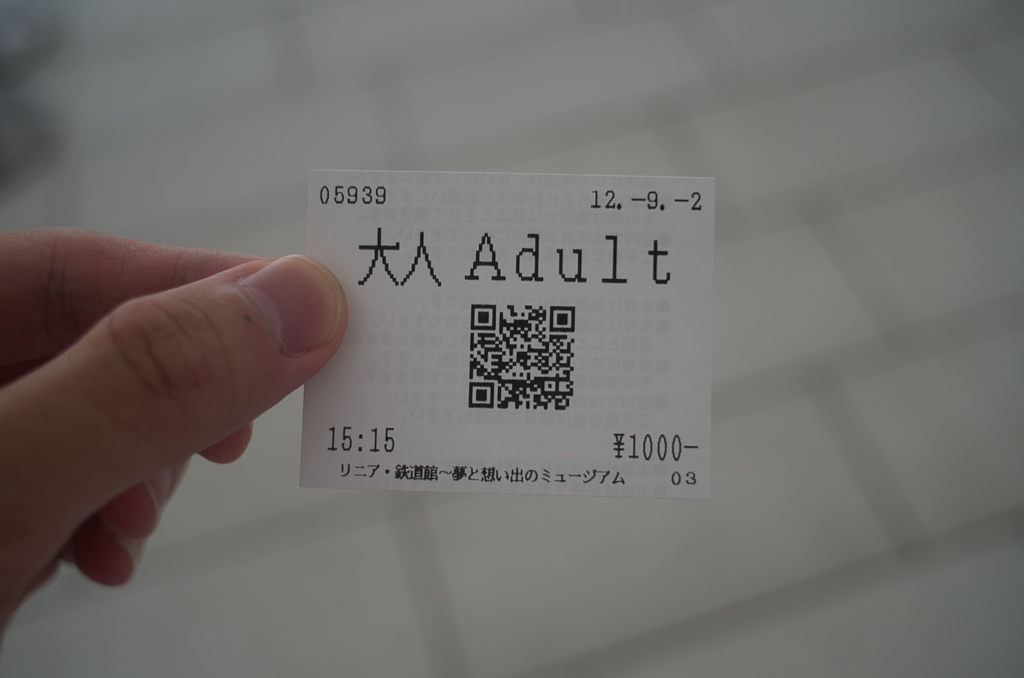 05939 12.-9.-2
大人 Adult
15:15 ¥1000-
リニア・鉄道館～夢と想い出のミュージアム 03